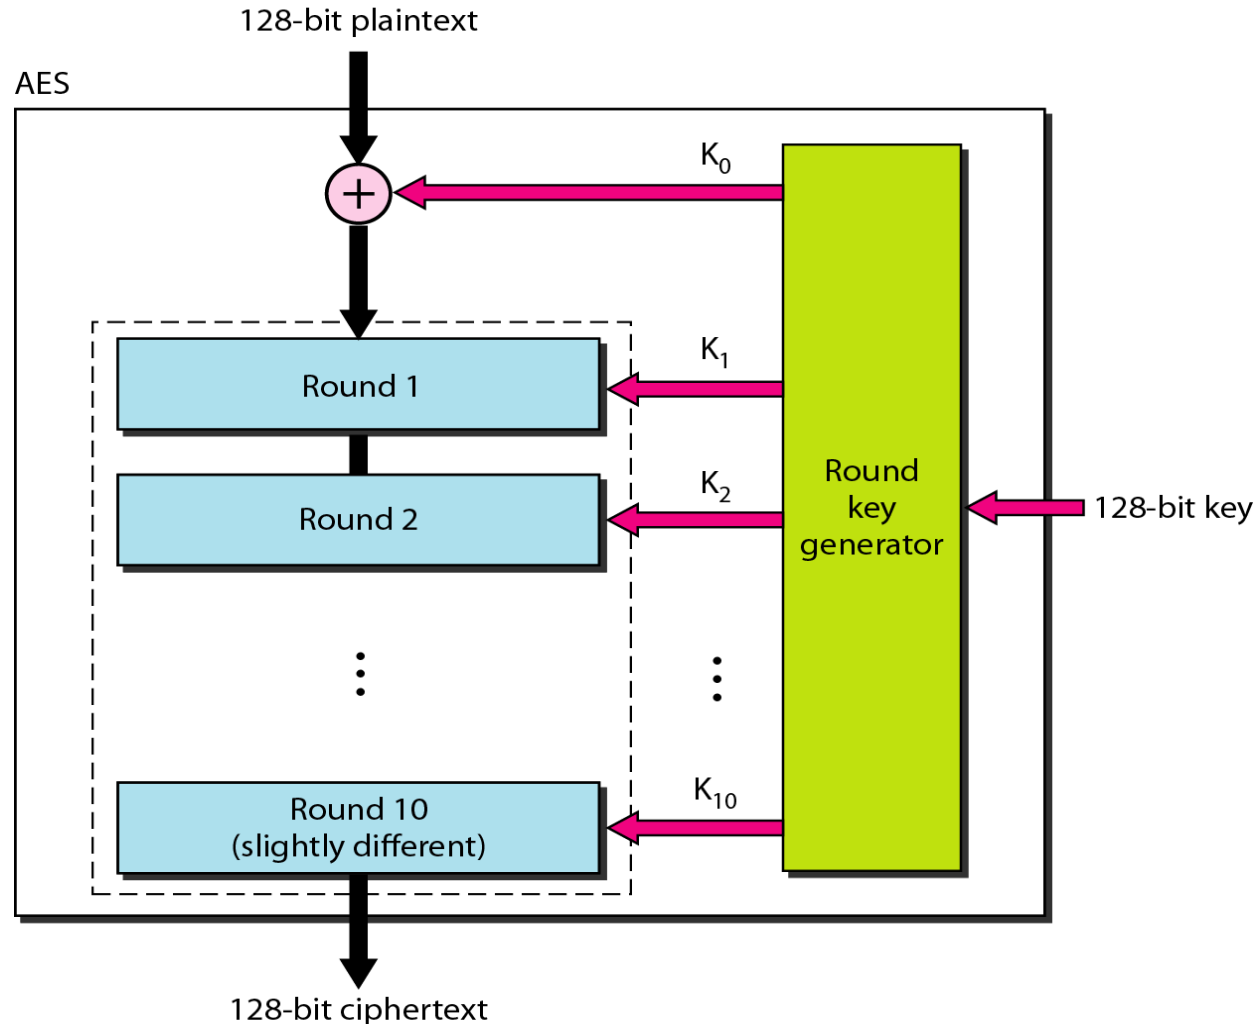 128-bit plaintext
AES
K0
+
Round 1
K1
Round 2
K2
Round
key
generator
128-bit key
Round 10
(slightly different)
K10
128-bit ciphertext